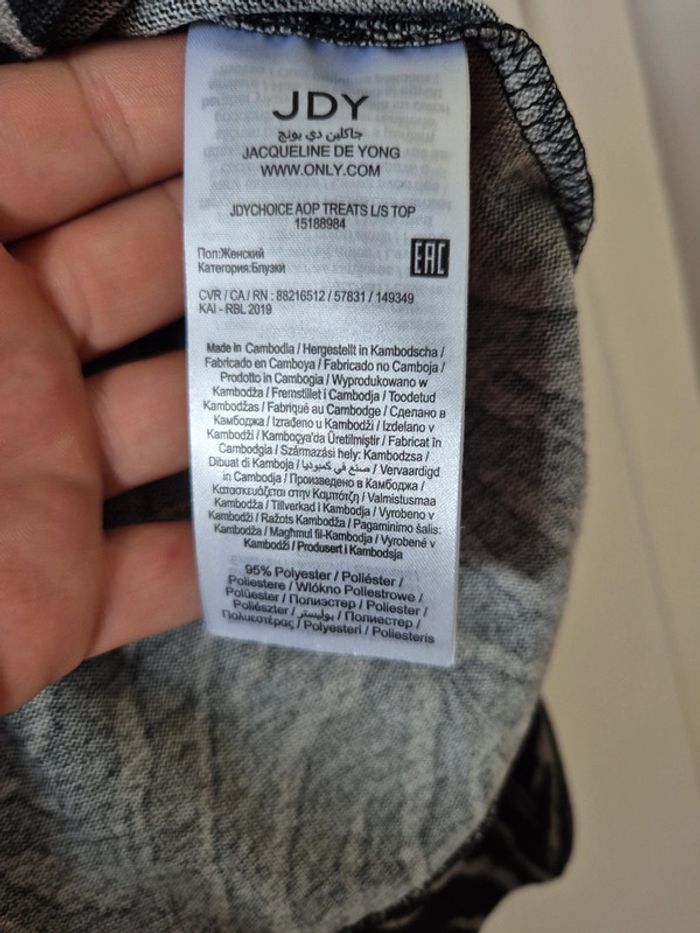 JDY
جاكلين دي يونج
JACQUELINE DE YONG
WWW.ONLY.COM
JDYCHOICE AOP TREATS L/S TOP
15188984
Пол:Женский
Категория:Блузки
EAC
CVR / CA / RN : 88216512 / 57831 / 149349
KAI - RBL 2019
Made in Cambodia / Hergestellt in Kambodscha /
Fabricado en Camboya / Fabricado no Camboja /
Prodotto in Cambogia / Wyprodukowano w
Kambodża / Fremstillet i Cambodja / Toodetud
Kambodžas / Fabriqué au Cambodge / Сделано в
Камбоджа / Izrađeno u Kambodži / Izdelano v
Kambodži / Kamboçya'da Üretilmiştir / Fabricat în
Cambodgia / Származási hely: Kambodzsa /
Dibuat di Kamboja / صنع في كمبوديا / Vervaardigd
in Cambodja / Произведено в Камбоджа /
Κατασκευάζεται στην Καμπότζη / Valmistusmaa
Kambodža / Tillverkad i Kambodja / Vyrobeno v
Kambodži / Ražots Kambodža / Pagaminimo šalis:
Kambodža / Maghmul fil-Kambodja / Vyrobené v
Kambodži / Produsert i Kambodsja
95% Polyester / Poliéster /
Poliestere / Włókno Poliestrowe /
Polüester / Полиэстер / Poliester /
Poliészter / بوليستر / Полиестер /
Πολυεστέρας / Polyesteri / Poliesteris